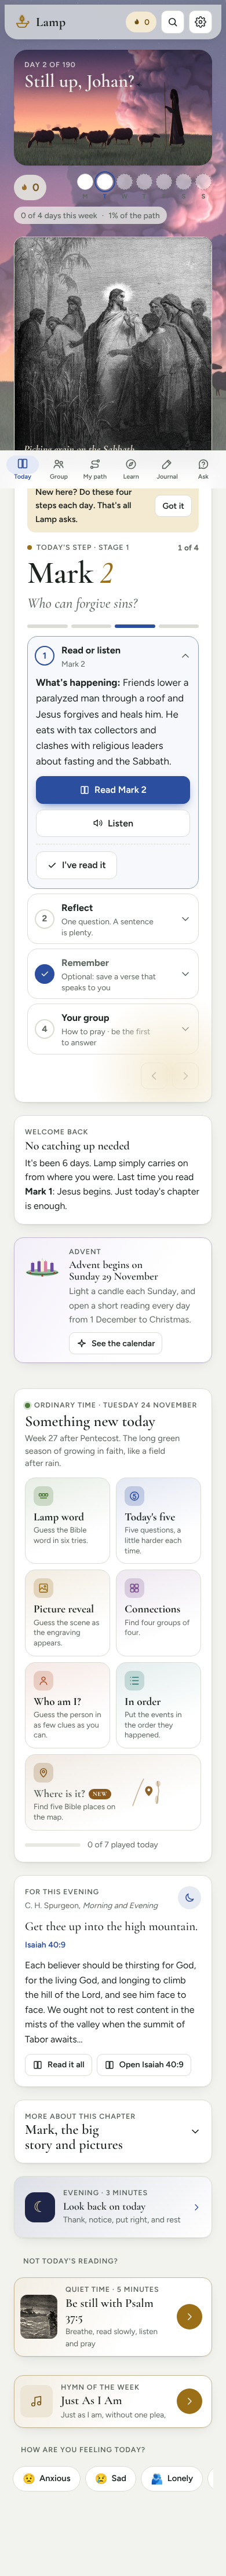 Lamp
0
DAY 2 OF 190
Still up, Johan?
0
S
0 of 4 days this week · 1% of the path
Picking grain on the Sabbath
Today
Group
My path
Learn
Journal
Ask
New here? Do these four
steps each day. That's all
Lamp asks.
Got it
TODAY'S STEP · STAGE 1
1 of 4
Mark 2
Who can forgive sins?
1
Read or listen
Mark 2
What's happening: Friends lower a
paralyzed man through a roof and
Jesus forgives and heals him. He
eats with tax collectors and
clashes with religious leaders
about fasting and the Sabbath.
Read Mark 2
Listen
I've read it
2
Reflect
One question. A sentence
is plenty.
Remember
Optional: save a verse that
speaks to you
4
Your group
How to pray · be the first
to answer
WELCOME BACK
No catching up needed
It's been 6 days. Lamp simply carries on
from where you were. Last time you read
Mark 1: Jesus begins. Just today's chapter
is enough.
ADVENT
Advent begins on
Sunday 29 November
Light a candle each Sunday, and
open a short reading every day
from 1 December to Christmas.
See the calendar
ORDINARY TIME · TUESDAY 24 NOVEMBER
Something new today
Week 27 after Pentecost. The long green
season of growing in faith, like a field
after rain.
Lamp word
Guess the Bible
word in six tries.
5
Today's five
Five questions, a
little harder each
time.
Picture reveal
Guess the scene as
the engraving
appears.
Connections
Find four groups of
four.
Who am I?
Guess the person in
as few clues as you
can.
In order
Put the events in
the order they
happened.
Where is it? NEW
Find five Bible places on
the map.
0 of 7 played today
FOR THIS EVENING
C. H. Spurgeon, Morning and Evening
Get thee up into the high mountain.
Isaiah 40:9
Each believer should be thirsting for God,
for the living God, and longing to climb
the hill of the Lord, and see him face to
face. We ought not to rest content in the
mists of the valley when the summit of
Tabor awaits…
Read it all
Open Isaiah 40:9
MORE ABOUT THIS CHAPTER
Mark, the big
story and pictures
EVENING · 3 MINUTES
Look back on today
Thank, notice, put right, and rest
NOT TODAY'S READING?
QUIET TIME · 5 MINUTES
Be still with Psalm
37:5
Breathe, read slowly, listen
and pray
HYMN OF THE WEEK
Just As I Am
Just as I am, without one plea,
HOW ARE YOU FEELING TODAY?
Anxious
Sad
Lonely